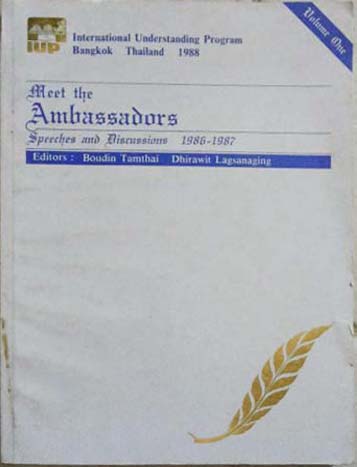 IUP
International Understanding Program
Bangkok Thailand 1988
Volume One
Meet the
Ambassadors
Speeches and Discussions 1986-1987
Editors : Boudin Tamthai Dhirawit Lagsanaging